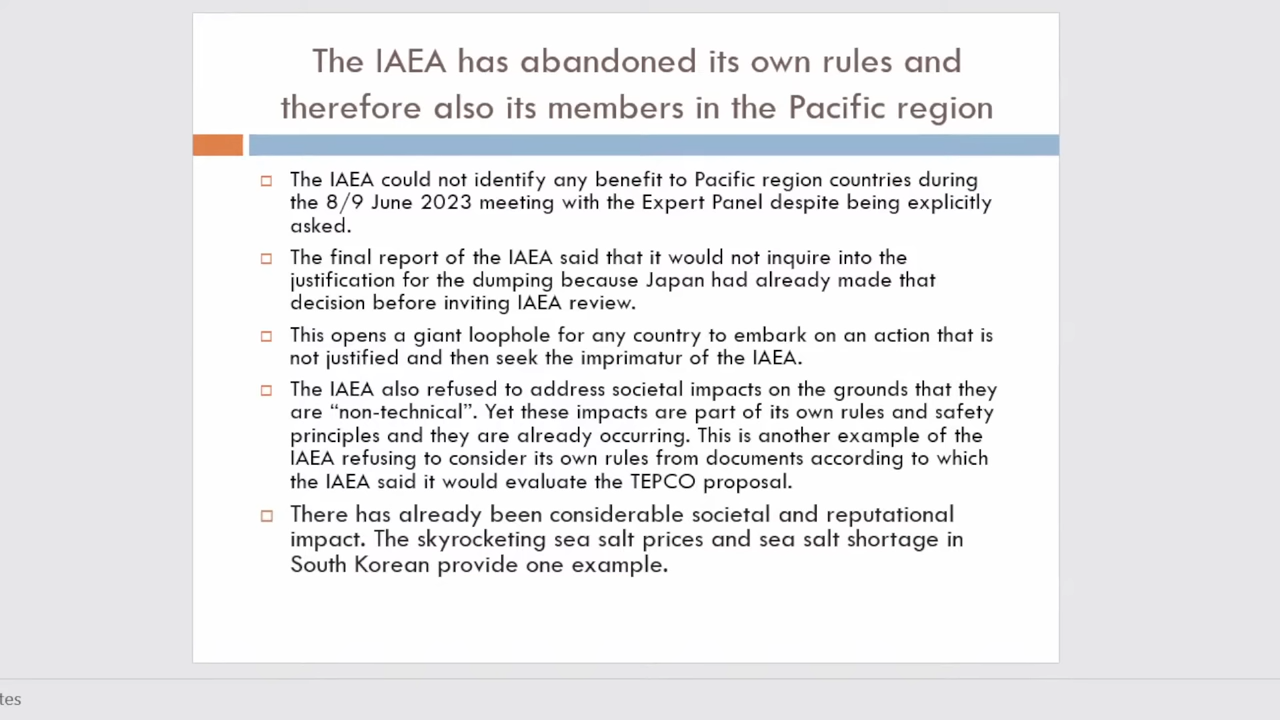 The IAEA has abandoned its own rules and
therefore also its members in the Pacific region
The IAEA could not identify any benefit to Pacific region countries during
the 8/9 June 2023 meeting with the Expert Panel despite being explicitly
asked.
The final report of the IAEA said that it would not inquire into the
justification for the dumping because Japan had already made that
decision before inviting IAEA review.
This opens a giant loophole for any country to embark on an action that is
not justified and then seek the imprimatur of the IAEA.
The IAEA also refused to address societal impacts on the grounds that they
are “non-technical”. Yet these impacts are part of its own rules and safety
principles and they are already occurring. This is another example of the
IAEA refusing to consider its own rules from documents according to which
the IAEA said it would evaluate the TEPCO proposal.
There has already been considerable societal and reputational
impact. The skyrocketing sea salt prices and sea salt shortage in
South Korean provide one example.
tes